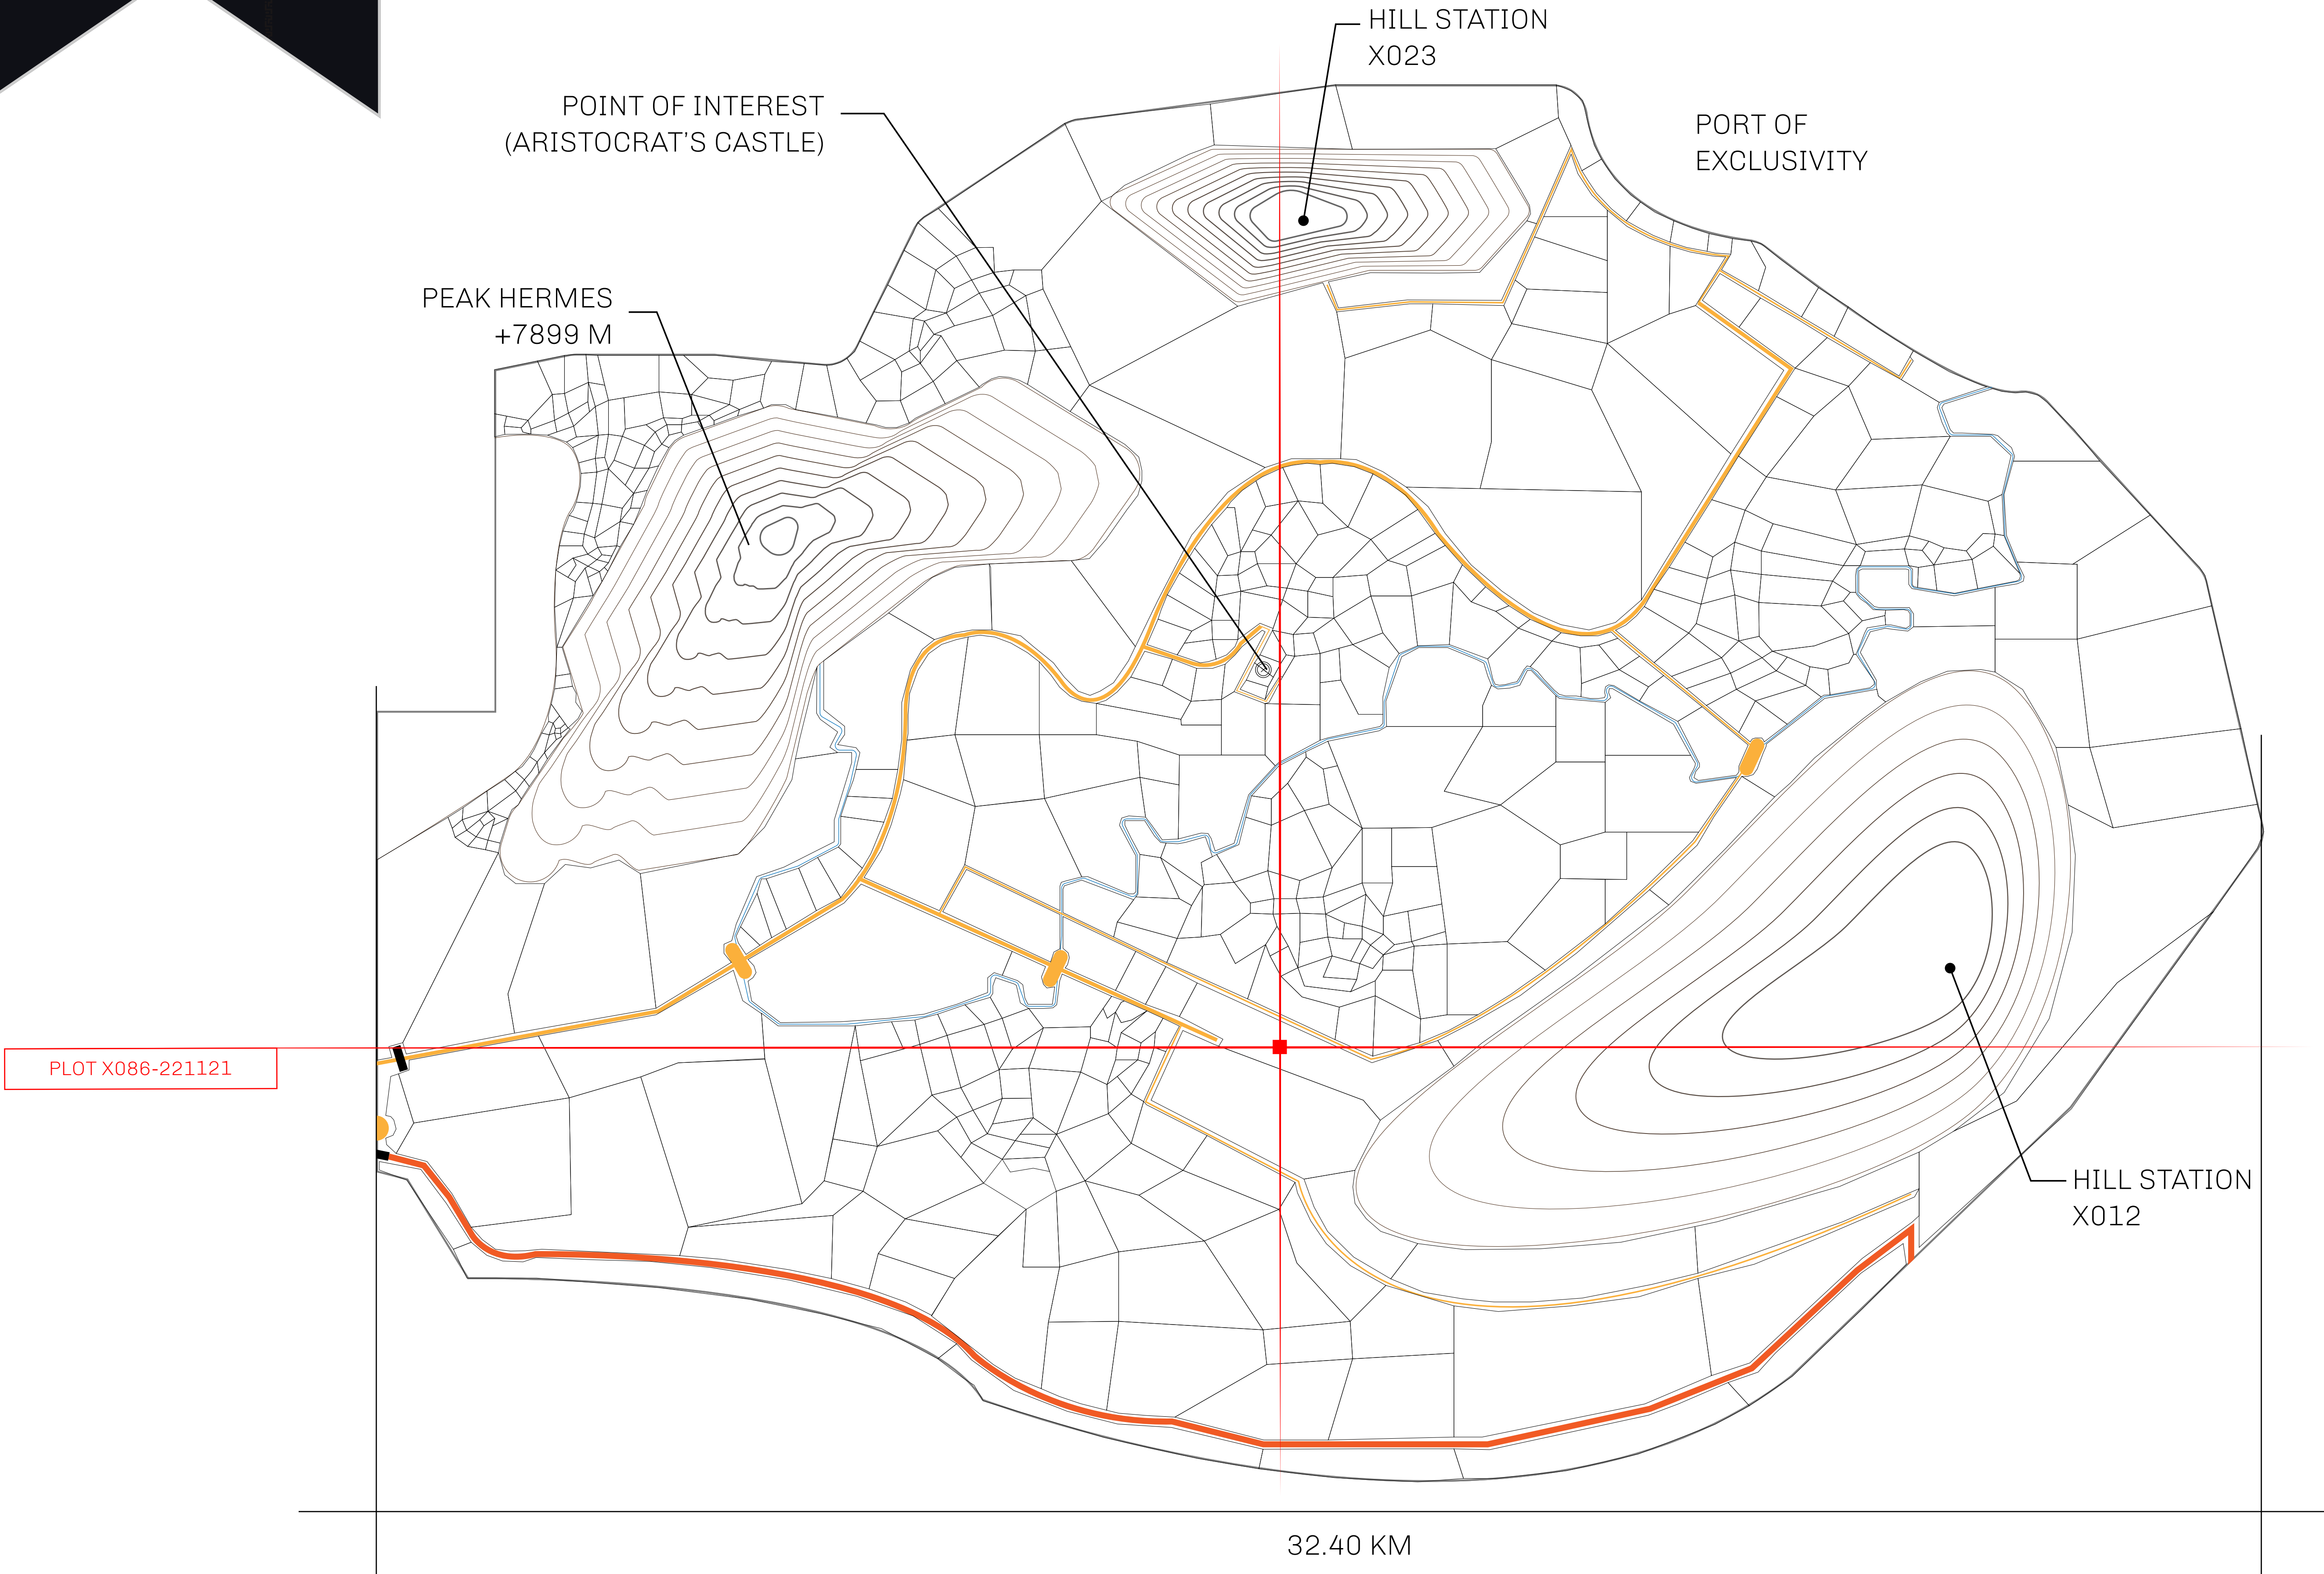 HILL STATION
X023
POINT OF INTEREST
(ARISTOCRAT'S CASTLE)
PORT OF
EXCLUSIVITY
PEAK HERMES
+7899 M
PLOT X086-221121
HILL STATION
X012
32.40 KM